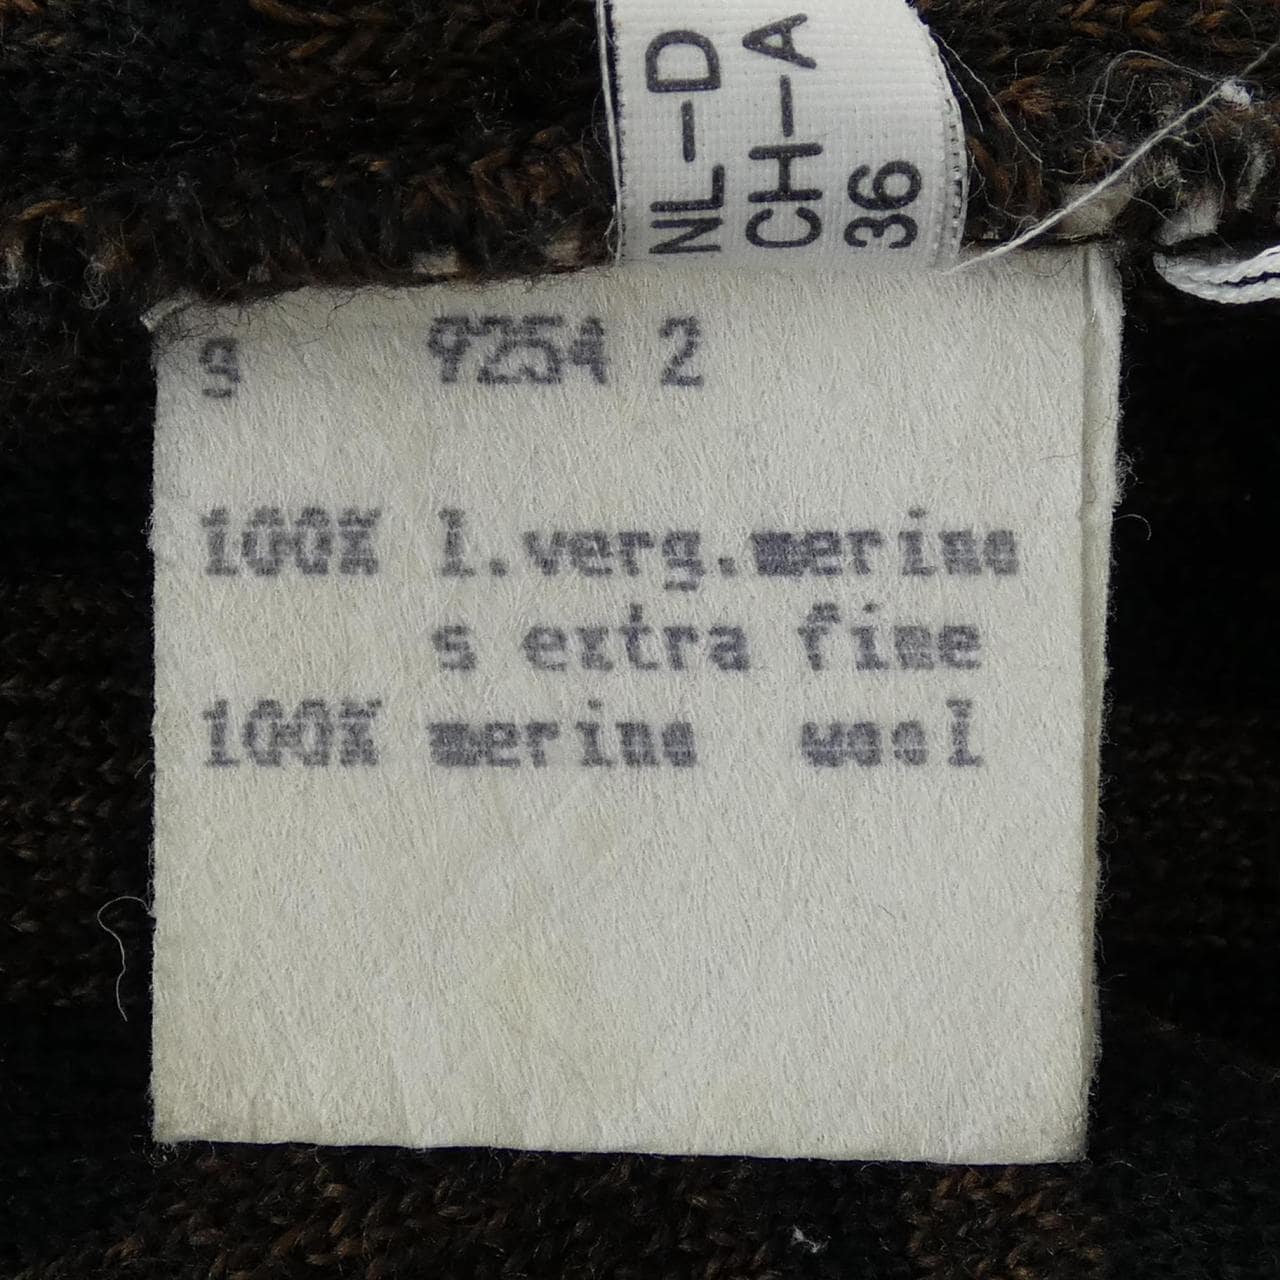 NL-D
CH-A
36
s 9254 2
100% l.verg.merino
s extra fine
100% merino wool